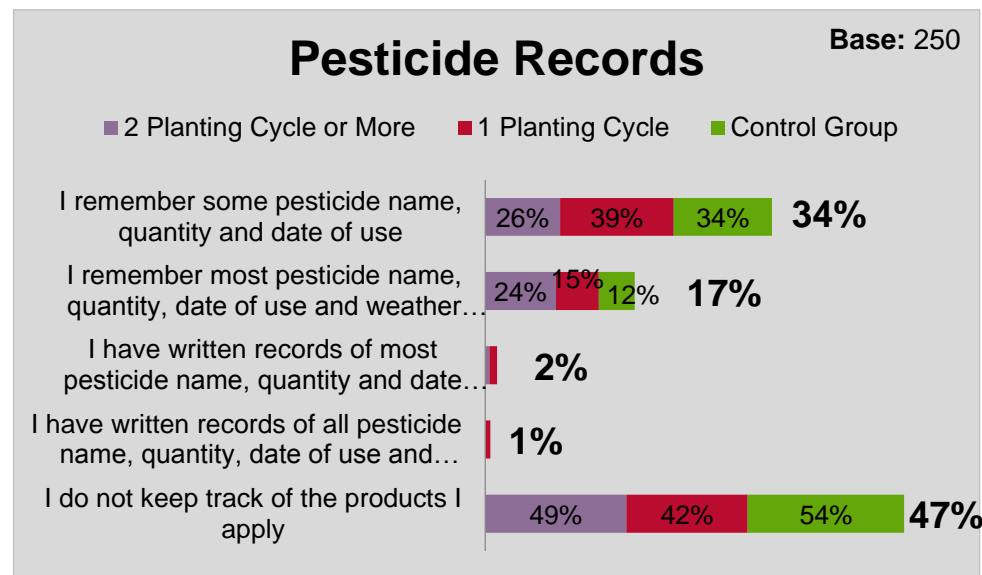 Pesticide Records
Base: 250
2 Planting Cycle or More 1 Planting Cycle Control Group
I remember some pesticide name,
quantity and date of use
26% 39% 34% 34%
I remember most pesticide name,
quantity, date of use and weather…
24% 15% 12% 17%
I have written records of most
pesticide name, quantity and date…
2%
I have written records of all pesticide
name, quantity, date of use and…
1%
I do not keep track of the products I
apply
49% 42% 54% 47%